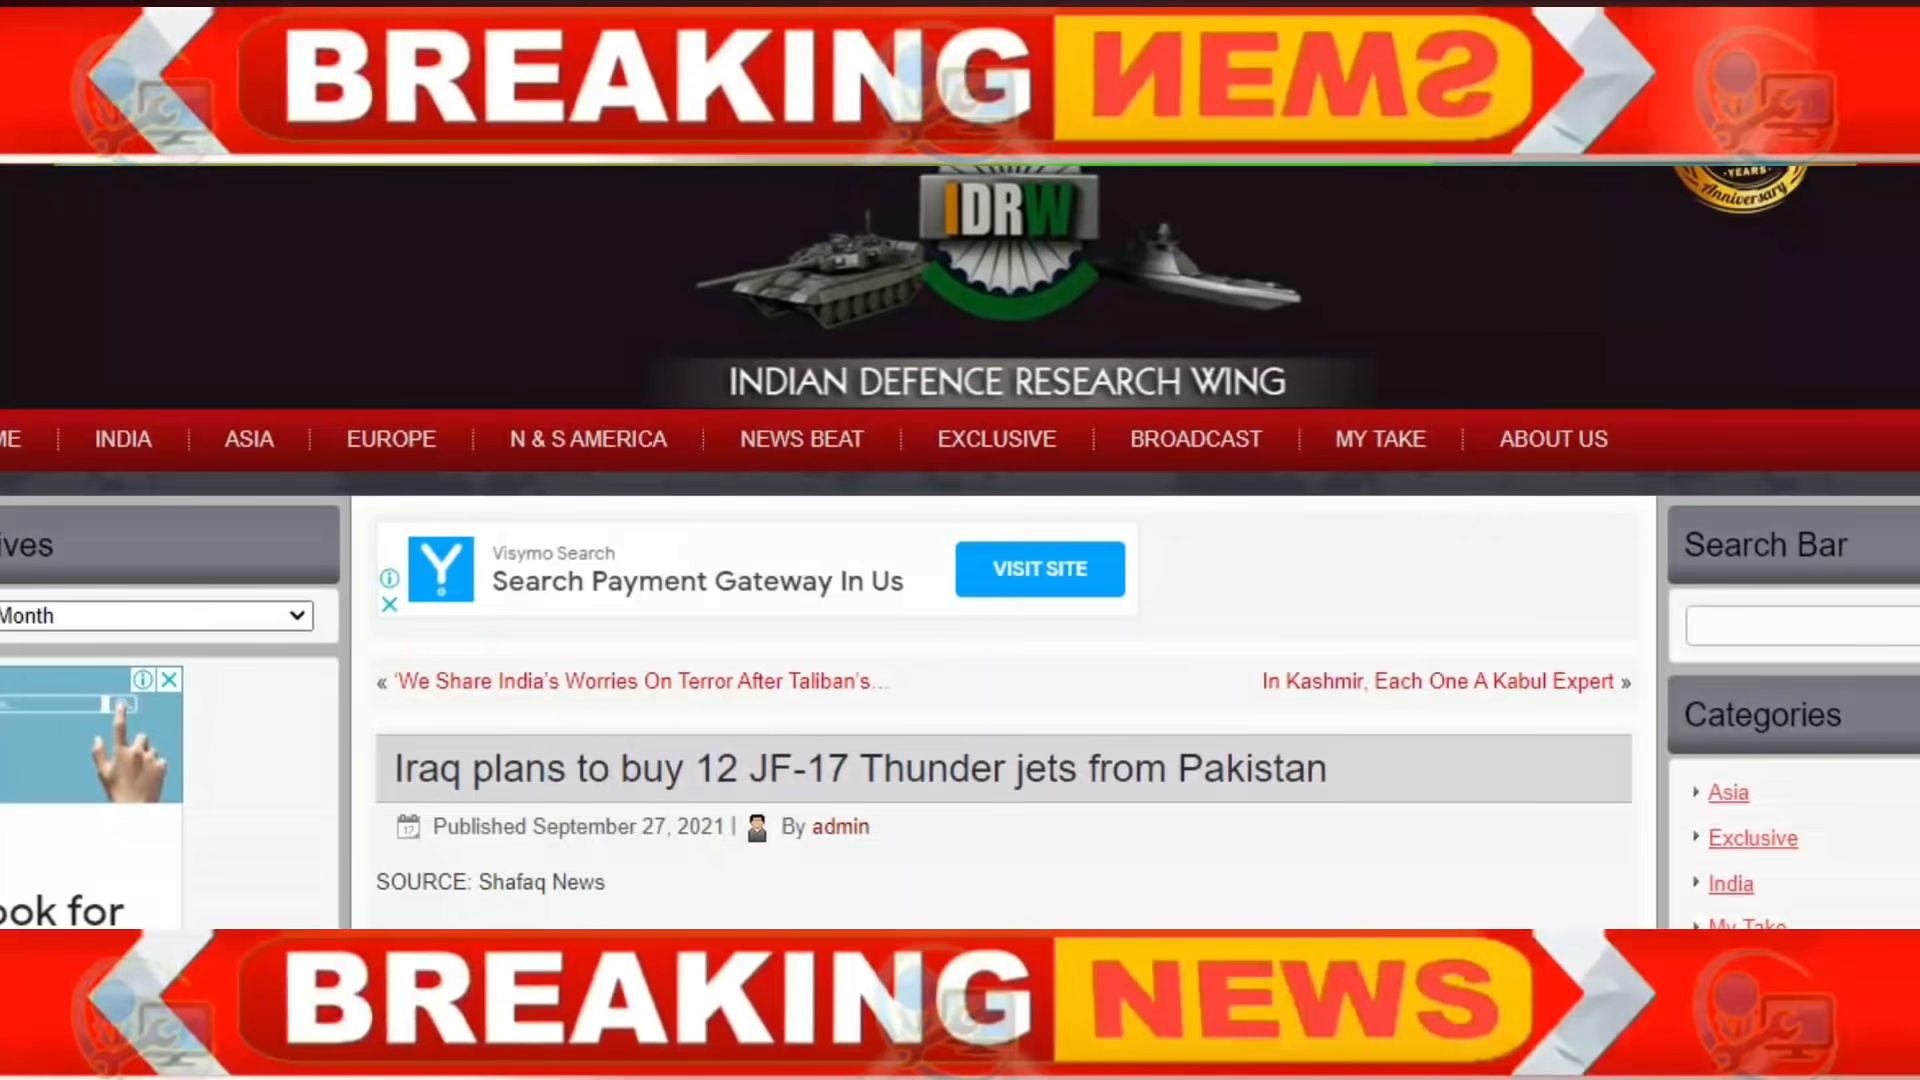 BREAKING NEWS
YEARS
Anniversary
IDRW
INDIAN DEFENCE RESEARCH WING
ME INDIA ASIA EUROPE N & S AMERICA NEWS BEAT EXCLUSIVE BROADCAST MY TAKE ABOUT US
ives
Month
Visymo Search
Search Payment Gateway In Us
VISIT SITE
Search Bar
« ‘We Share India’s Worries On Terror After Taliban’s...
In Kashmir, Each One A Kabul Expert »
Categories
Iraq plans to buy 12 JF-17 Thunder jets from Pakistan
17 Published September 27, 2021 | By admin
SOURCE: Shafaq News
Asia
Exclusive
India
My Take
ook for
BREAKING NEWS